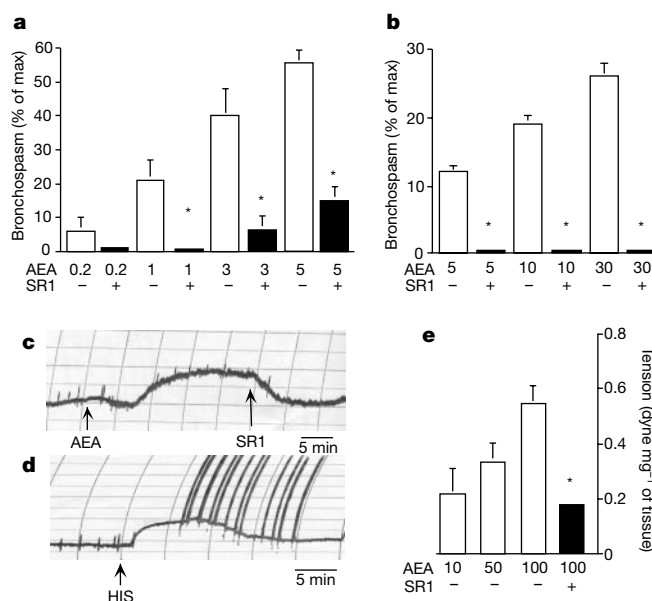 a
Bronchospasm (% of max)
60
50
40
30
20
10
0
* * *
AEA 0.2 0.2 1 1 3 3 5 5
SR1 – + – + – + – +
b
Bronchospasm (% of max)
30
20
10
0
* * *
AEA 5 5 10 10 30 30
SR1 – + – + – +
c
AEA
SR1
5 min
d
HIS
5 min
e
Tension (dyne mg⁻¹ of tissue)
0.8
0.6
0.4
0.2
0
*
AEA 10 50 100 100
SR1 – – – +